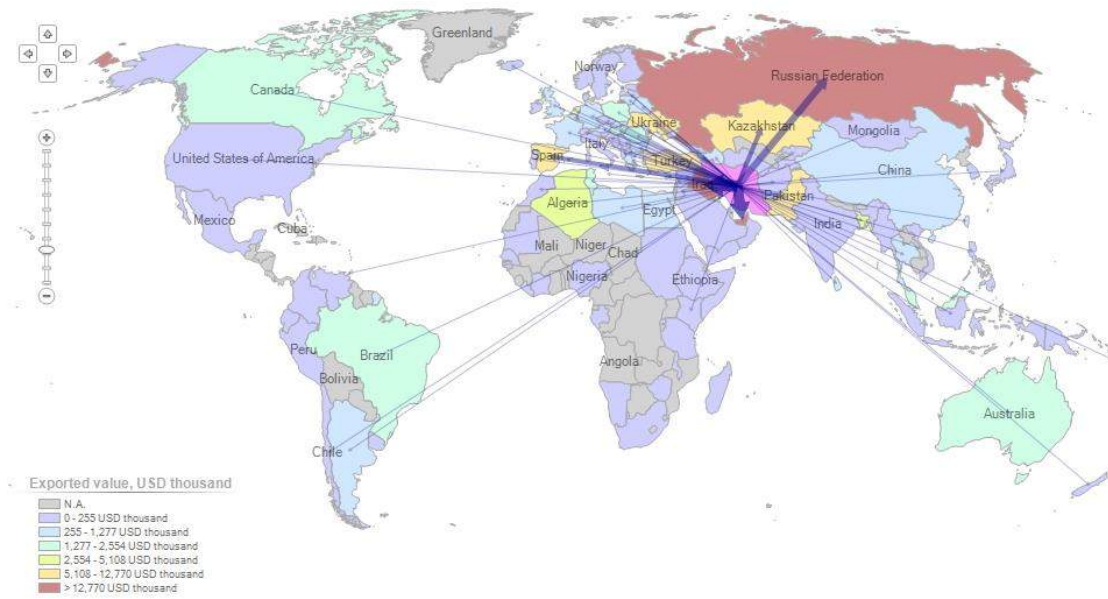 Greenland
Norway
Russian Federation
Canada
Ukraine
Kazakhstan
Mongolia
United States of America
Italy
Spain
Turkey
China
Algeria
Egypt
Pakistan
India
Mexico
Cuba
Mali
Niger
Chad
Nigeria
Ethiopia
Peru
Brazil
Angola
Bolivia
Australia
Chile
Exported value, USD thousand
N.A.
0 - 255 USD thousand
255 - 1,277 USD thousand
1,277 - 2,554 USD thousand
2,554 - 5,108 USD thousand
5,108 - 12,770 USD thousand
> 12,770 USD thousand